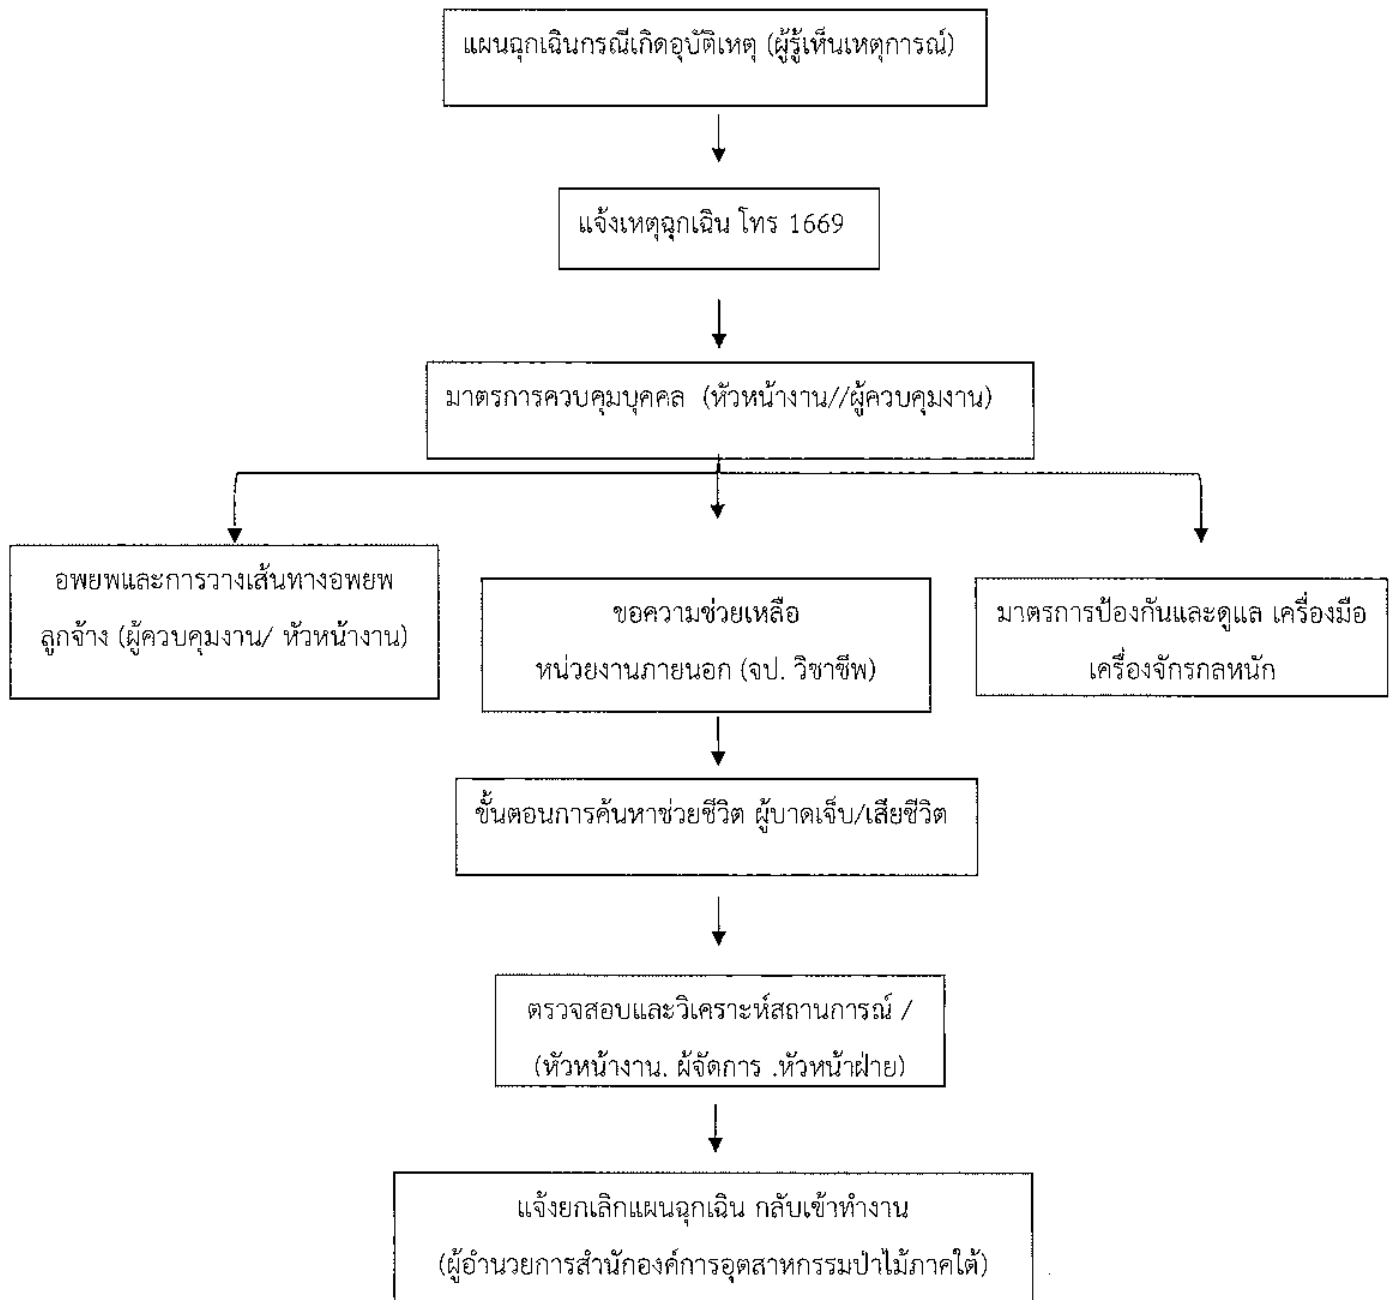 แผนฉุกเฉินกรณีเกิดอุบัติเหตุ (ผู้รู้เห็นเหตุการณ์)
แจ้งเหตุฉุกเฉิน โทร 1669
มาตรการควบคุมบุคคล (หัวหน้างาน//ผู้ควบคุมงาน)
อพยพและการวางเส้นทางอพยพ
ลูกจ้าง (ผู้ควบคุมงาน/ หัวหน้างาน)
ขอความช่วยเหลือ
หน่วยงานภายนอก (จป. วิชาชีพ)
มาตรการป้องกันและดูแล เครื่องมือ
เครื่องจักรกลหนัก
ขั้นตอนการค้นหาช่วยชีวิต ผู้บาดเจ็บ/เสียชีวิต
ตรวจสอบและวิเคราะห์สถานการณ์ /
(หัวหน้างาน. ผู้จัดการ .หัวหน้าฝ่าย)
แจ้งยกเลิกแผนฉุกเฉิน กลับเข้าทำงาน
(ผู้อำนวยการสำนักองค์การอุตสาหกรรมป่าไม้ภาคใต้)